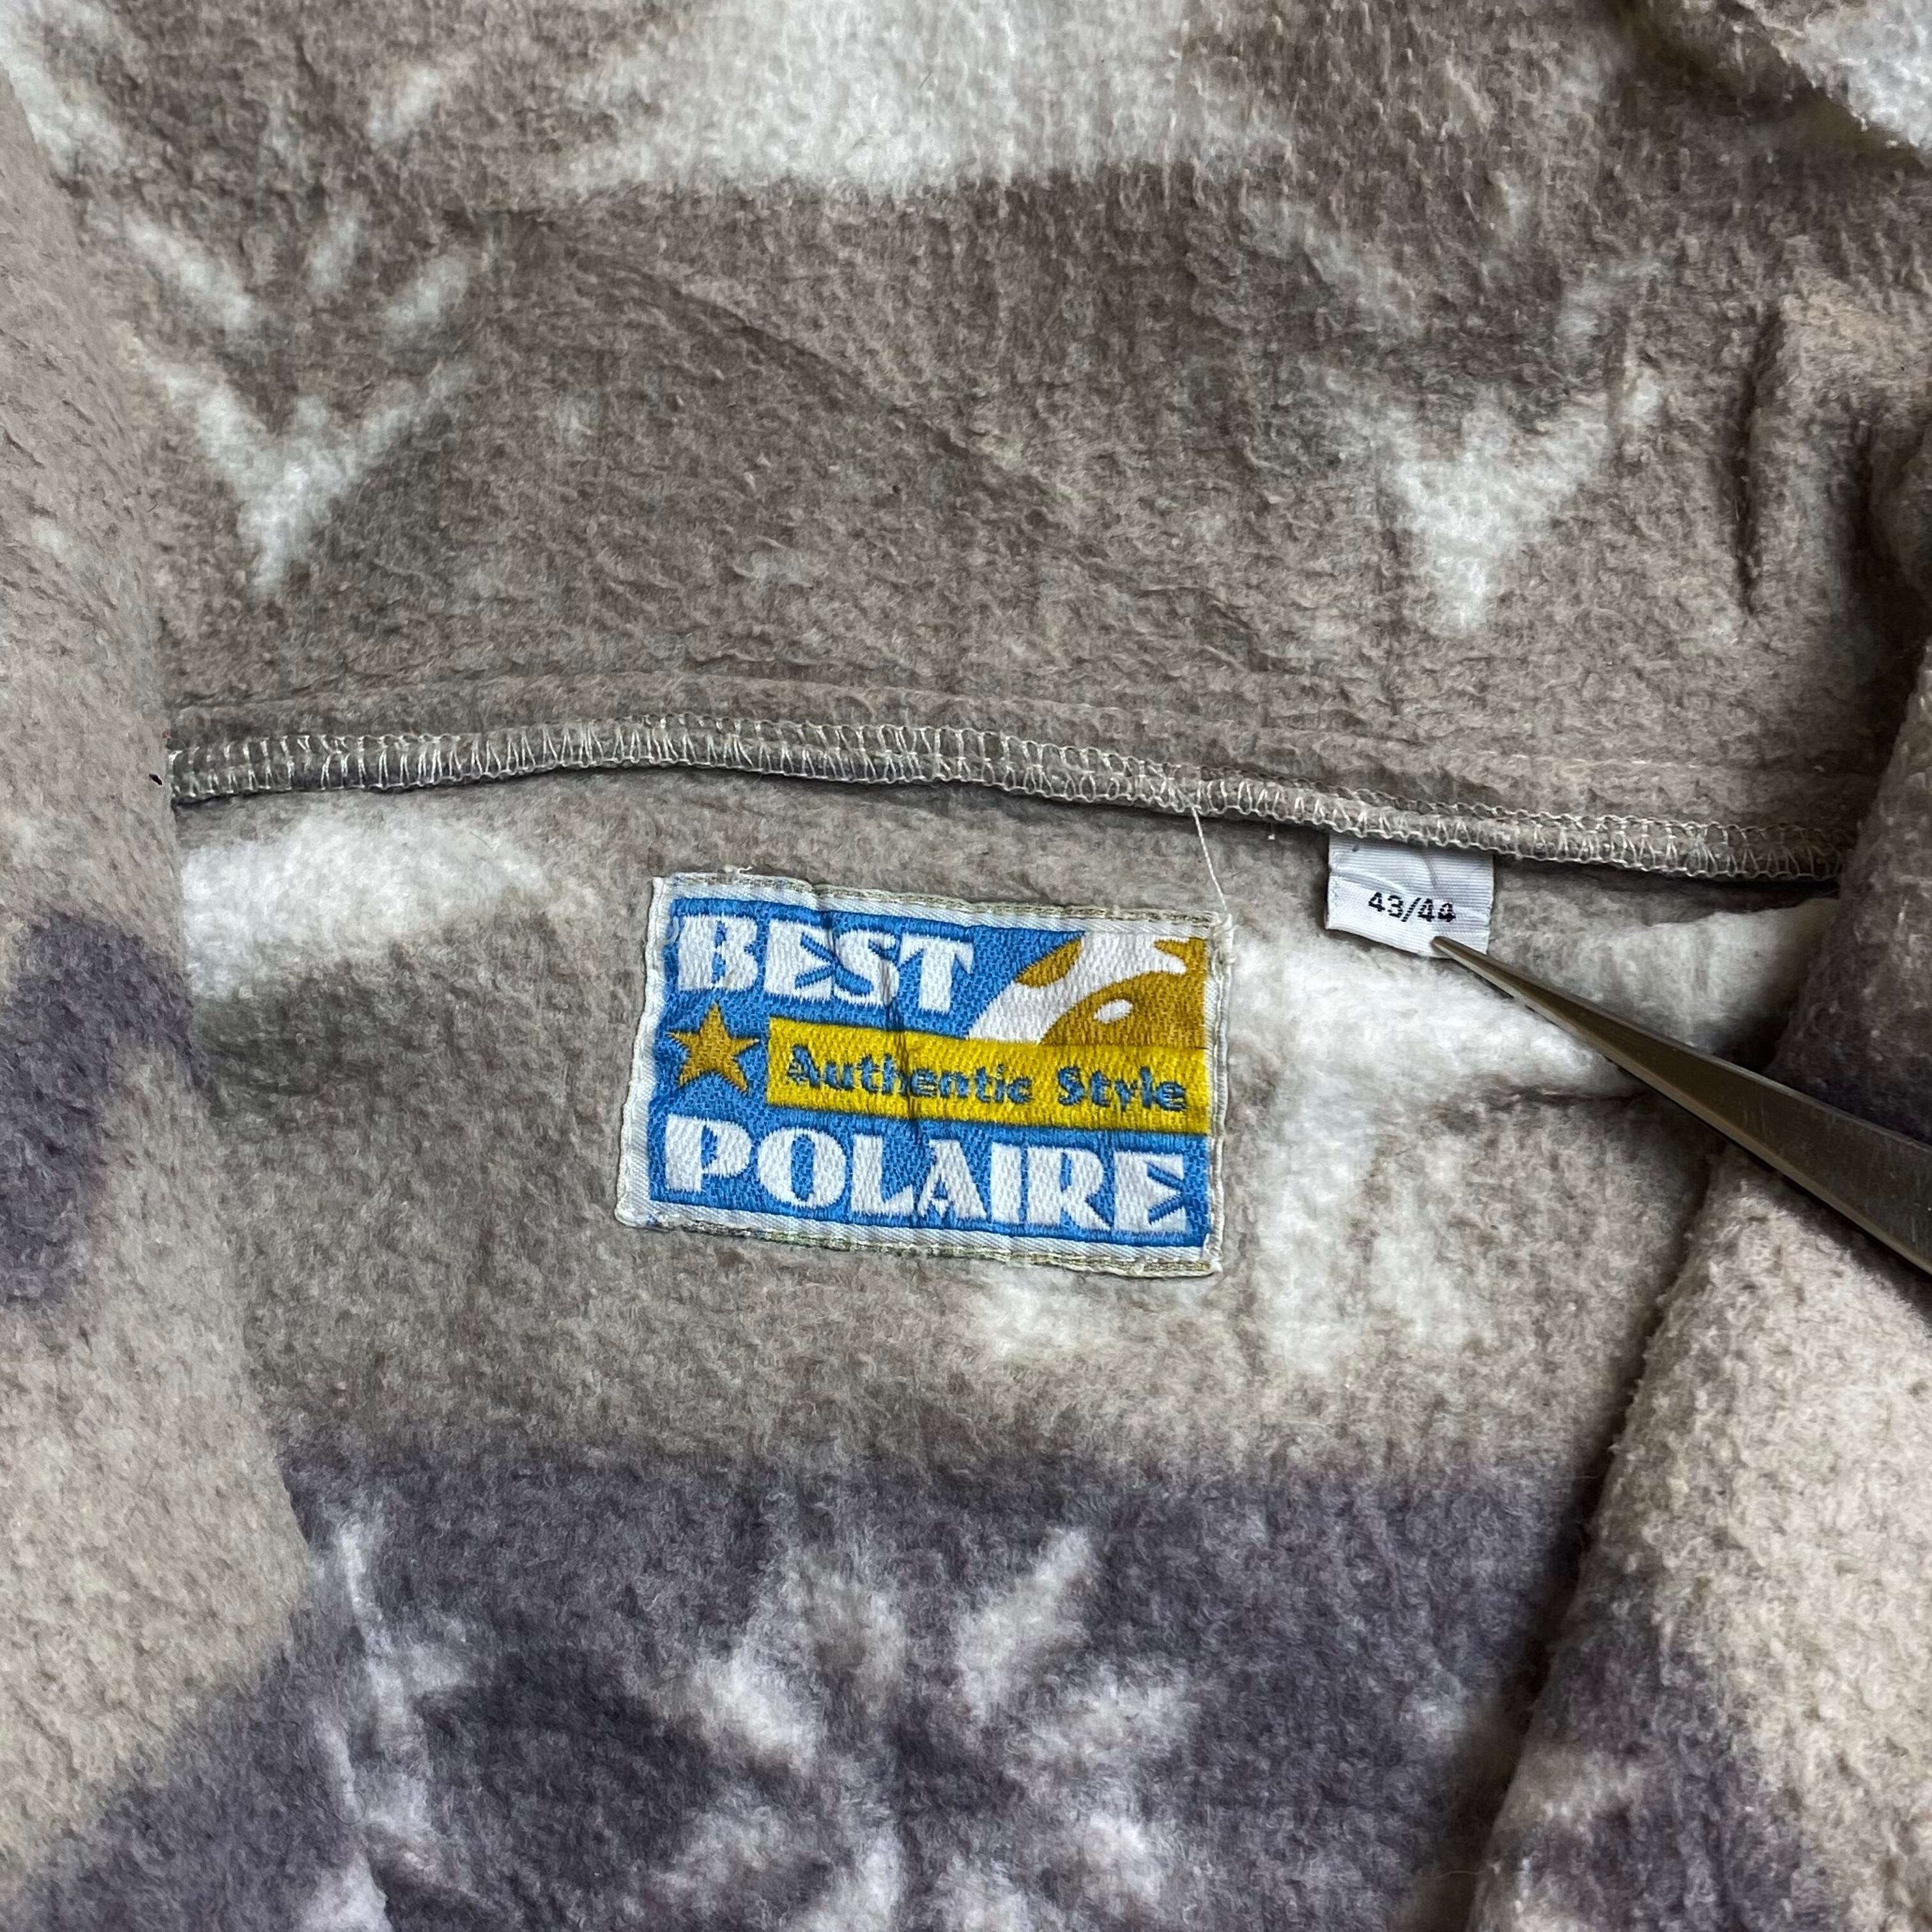 BEST
Authentic Style
POLAIRE
43/44